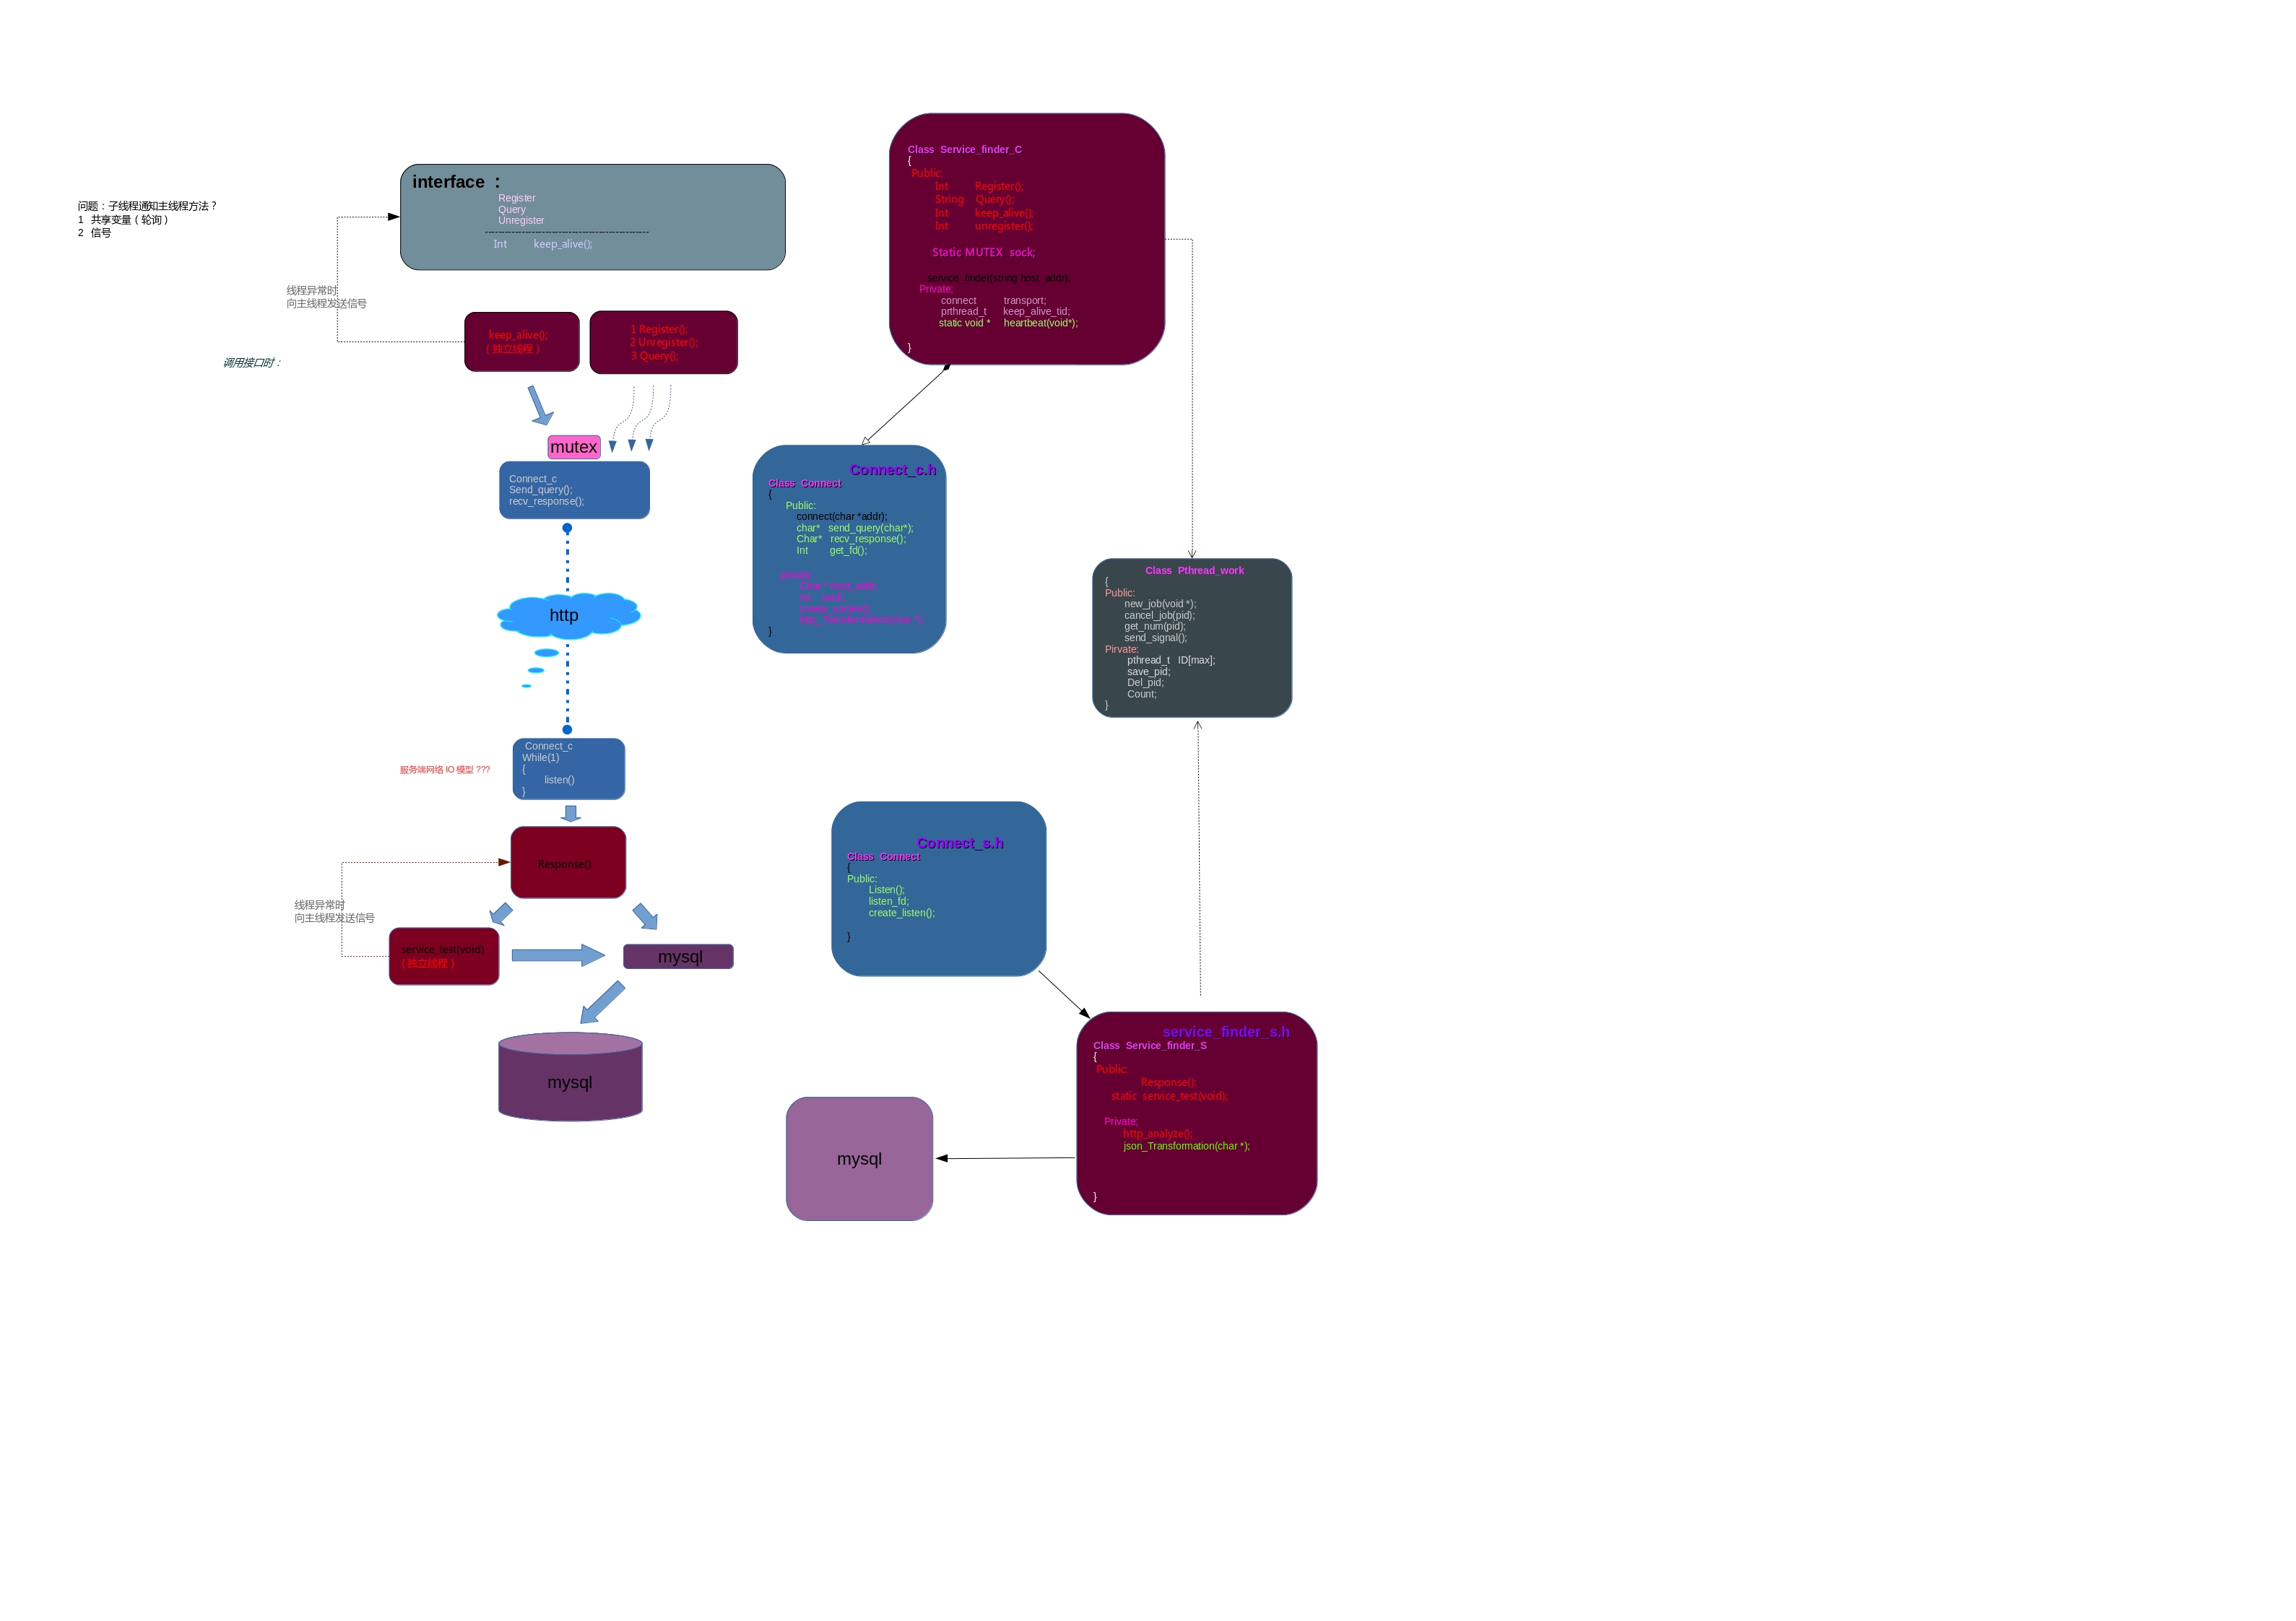 问题：子线程通知主线程方法？
1 共享变量（轮询）
2 信号
interface ：
Register
Query
Unregister
--------------------------------------------------
Int keep_alive();
线程异常时
向主线程发送信号
调用接口时：
keep_alive();
（独立线程）
1 Register();
2 Unregister();
3 Query();
mutex
Connect_c
Send_query();
recv_response();
http
服务端网络 IO 模型 ???
Connect_c
While(1)
{
listen()
}
Response():
线程异常时
向主线程发送信号
service_test(void)
（独立线程）
mysql
mysql
Class Service_finder_C
{
Public:
Int Register();
String Query();
Int keep_alive();
Int unregister();
Static MUTEX sock;
service_finder(string host_addr);
Private;
connect transport;
prthread_t keep_alive_tid;
static void * heartbeat(void*);
}
Connect_c.h
Class Connect
{
Public:
connect(char *addr);
char* send_query(char*);
Char* recv_response();
Int get_fd();
private:
Char * host_addr;
Int sock;
create_socket();
http_Transformation(char *);
}
Class Pthread_work
{
Public:
new_job(void *);
cancel_job(pid);
get_num(pid);
send_signal();
Pirvate:
pthread_t ID[max];
save_pid;
Del_pid;
Count;
}
Connect_s.h
Class Connect
{
Public:
Listen();
listen_fd;
create_listen();
}
service_finder_s.h
Class Service_finder_S
{
Public:
Response():
static service_test(void);
Private;
http_analyze();
json_Transformation(char *);
}
mysql